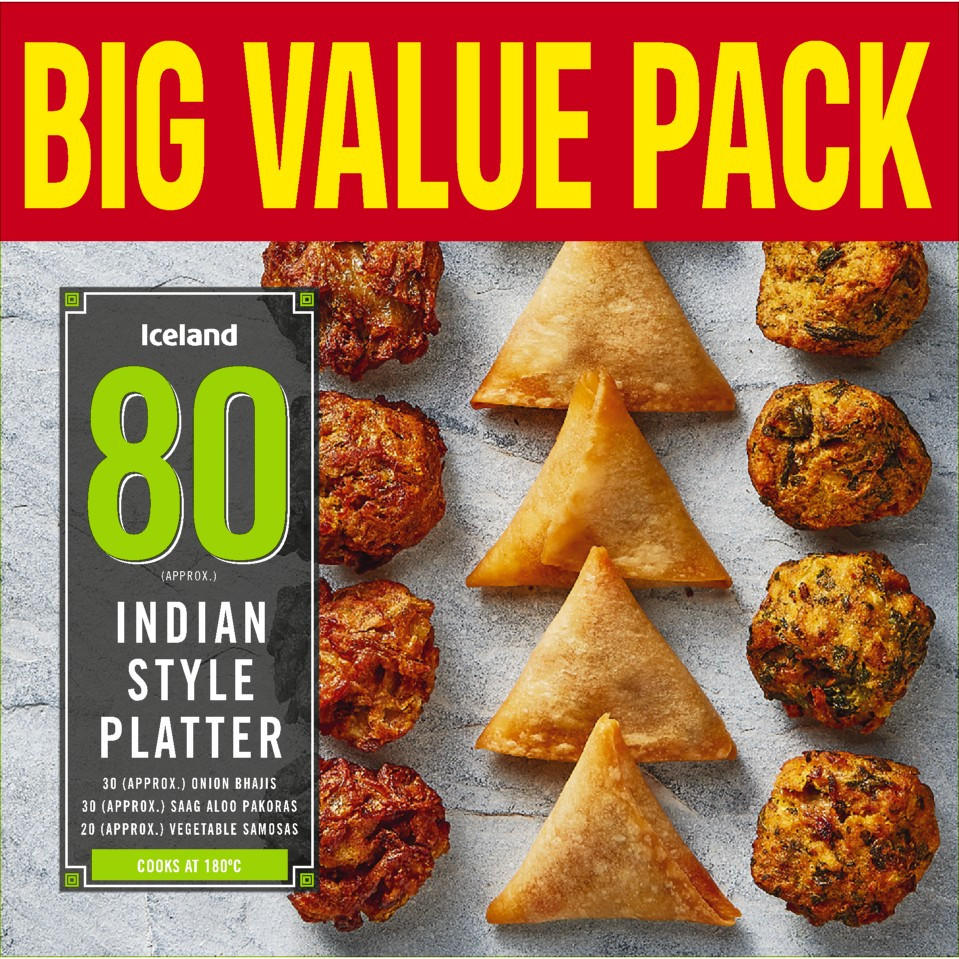 BIG VALUE PACK
Iceland
80
(APPROX.)
INDIAN
STYLE
PLATTER
30 (APPROX.) ONION BHAJIS
30 (APPROX.) SAAG ALOO PAKORAS
20 (APPROX.) VEGETABLE SAMOSAS
COOKS AT 180ºC